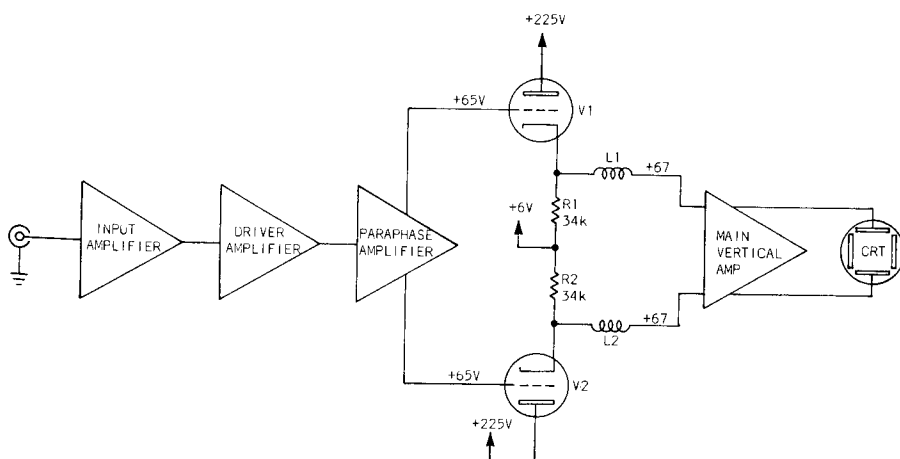 +225V
+65V
V1
L1
+67
R1
34k
+6V
INPUT
AMPLIFIER
DRIVER
AMPLIFIER
PARAPHASE
AMPLIFIER
MAIN
VERTICAL
AMP
CRT
R2
34k
+67
L2
+65V
V2
+225V